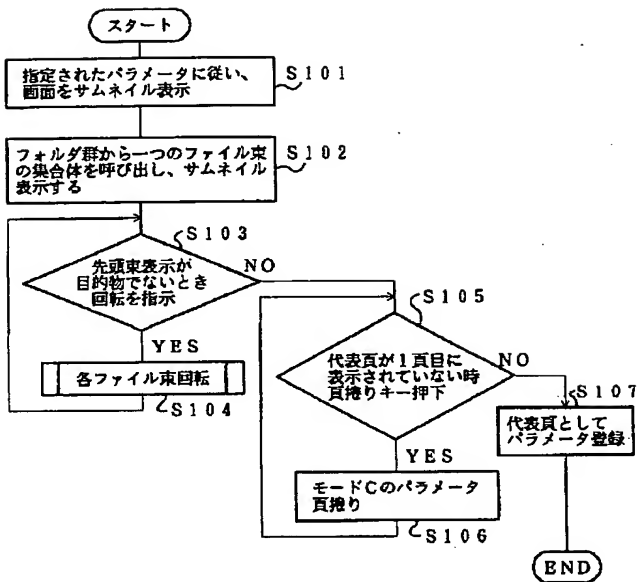 スタート
指定されたパラメータに従い、
画面をサムネイル表示
S101
フォルダ群から一つのファイル束
の集合体を呼び出し、サムネイル
表示する
S102
S103
先頭束表示が
目的物でないとき
回転を指示
NO
YES
各ファイル束回転
S104
S105
代表頁が1頁目に
表示されていない時
頁捲りキー押下
NO
YES
モードCのパラメータ
頁捲り
S106
S107
代表頁として
パラメータ登録
END